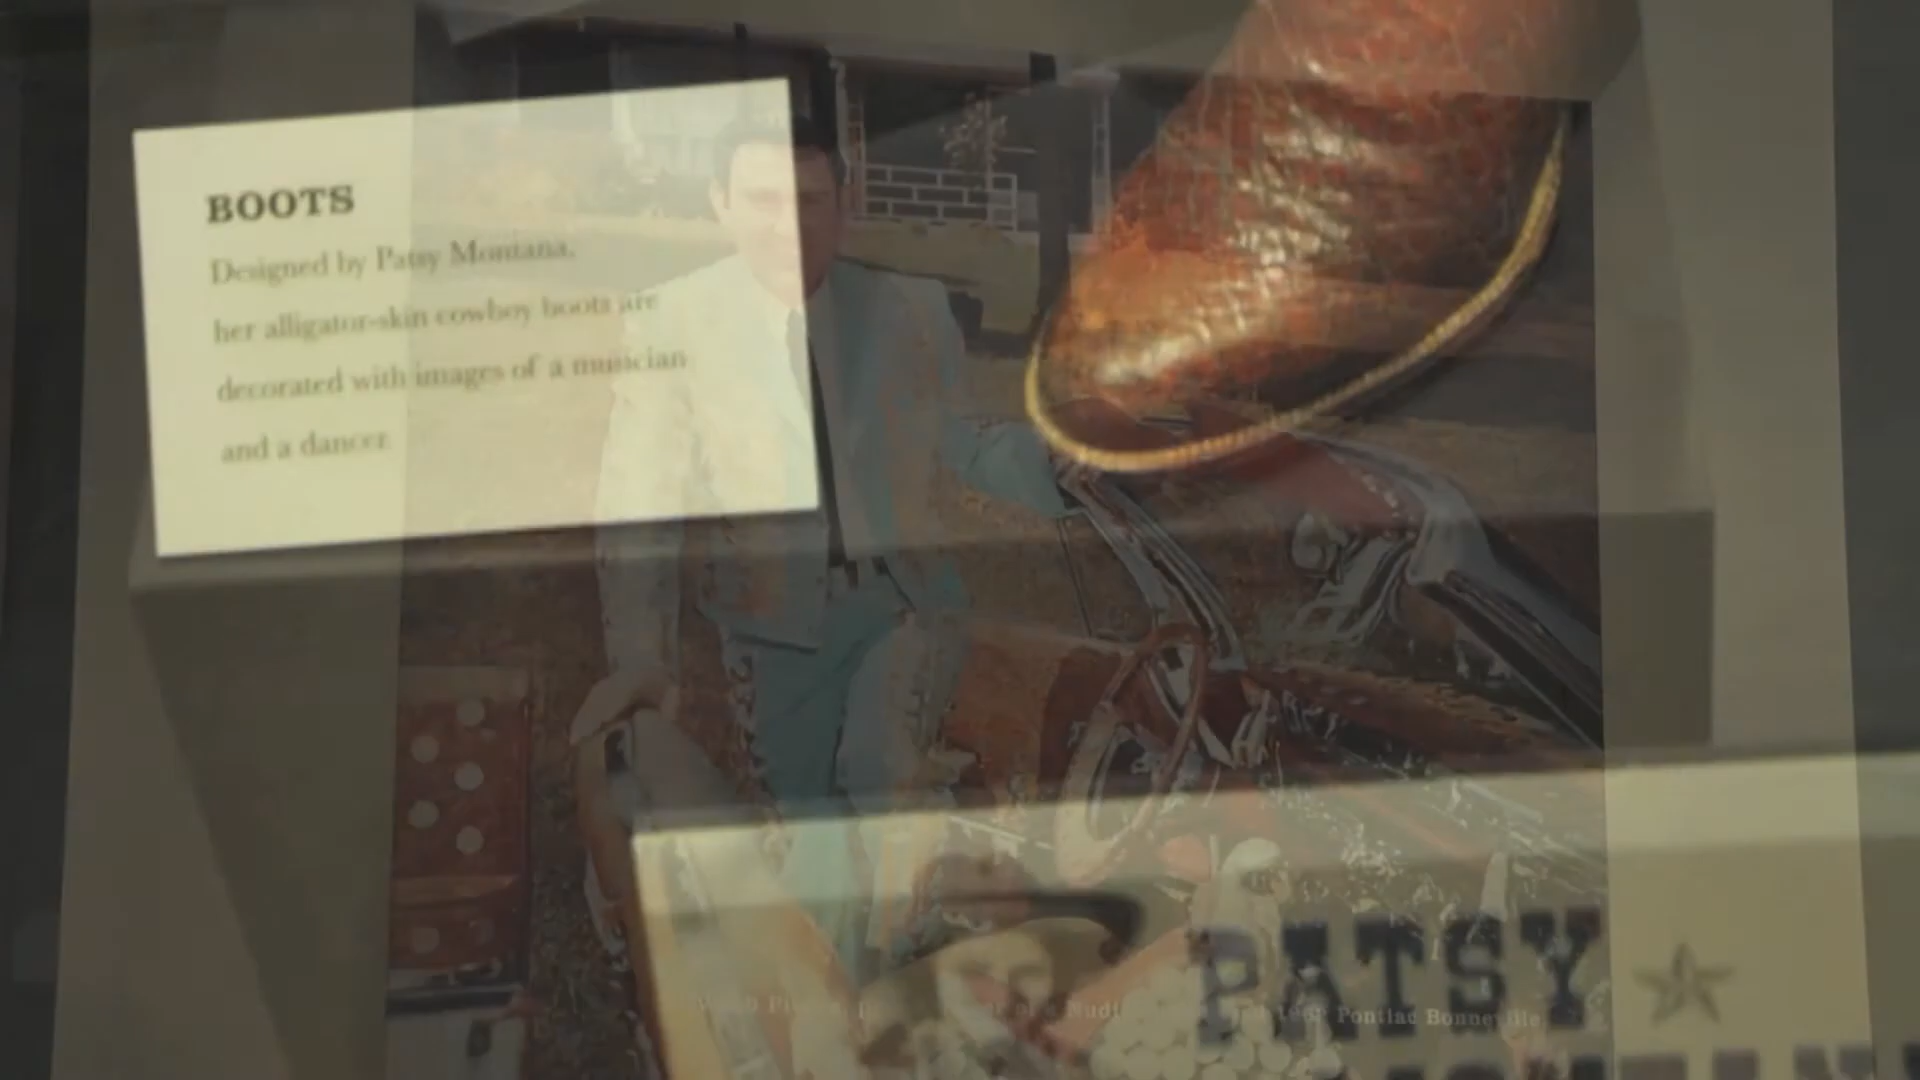 BOOTS
Designed by Patsy Montana,
her alligator-skin cowboy boots are
decorated with images of a musician
and a dancer.
PATSY
Pontiac Bonneville.